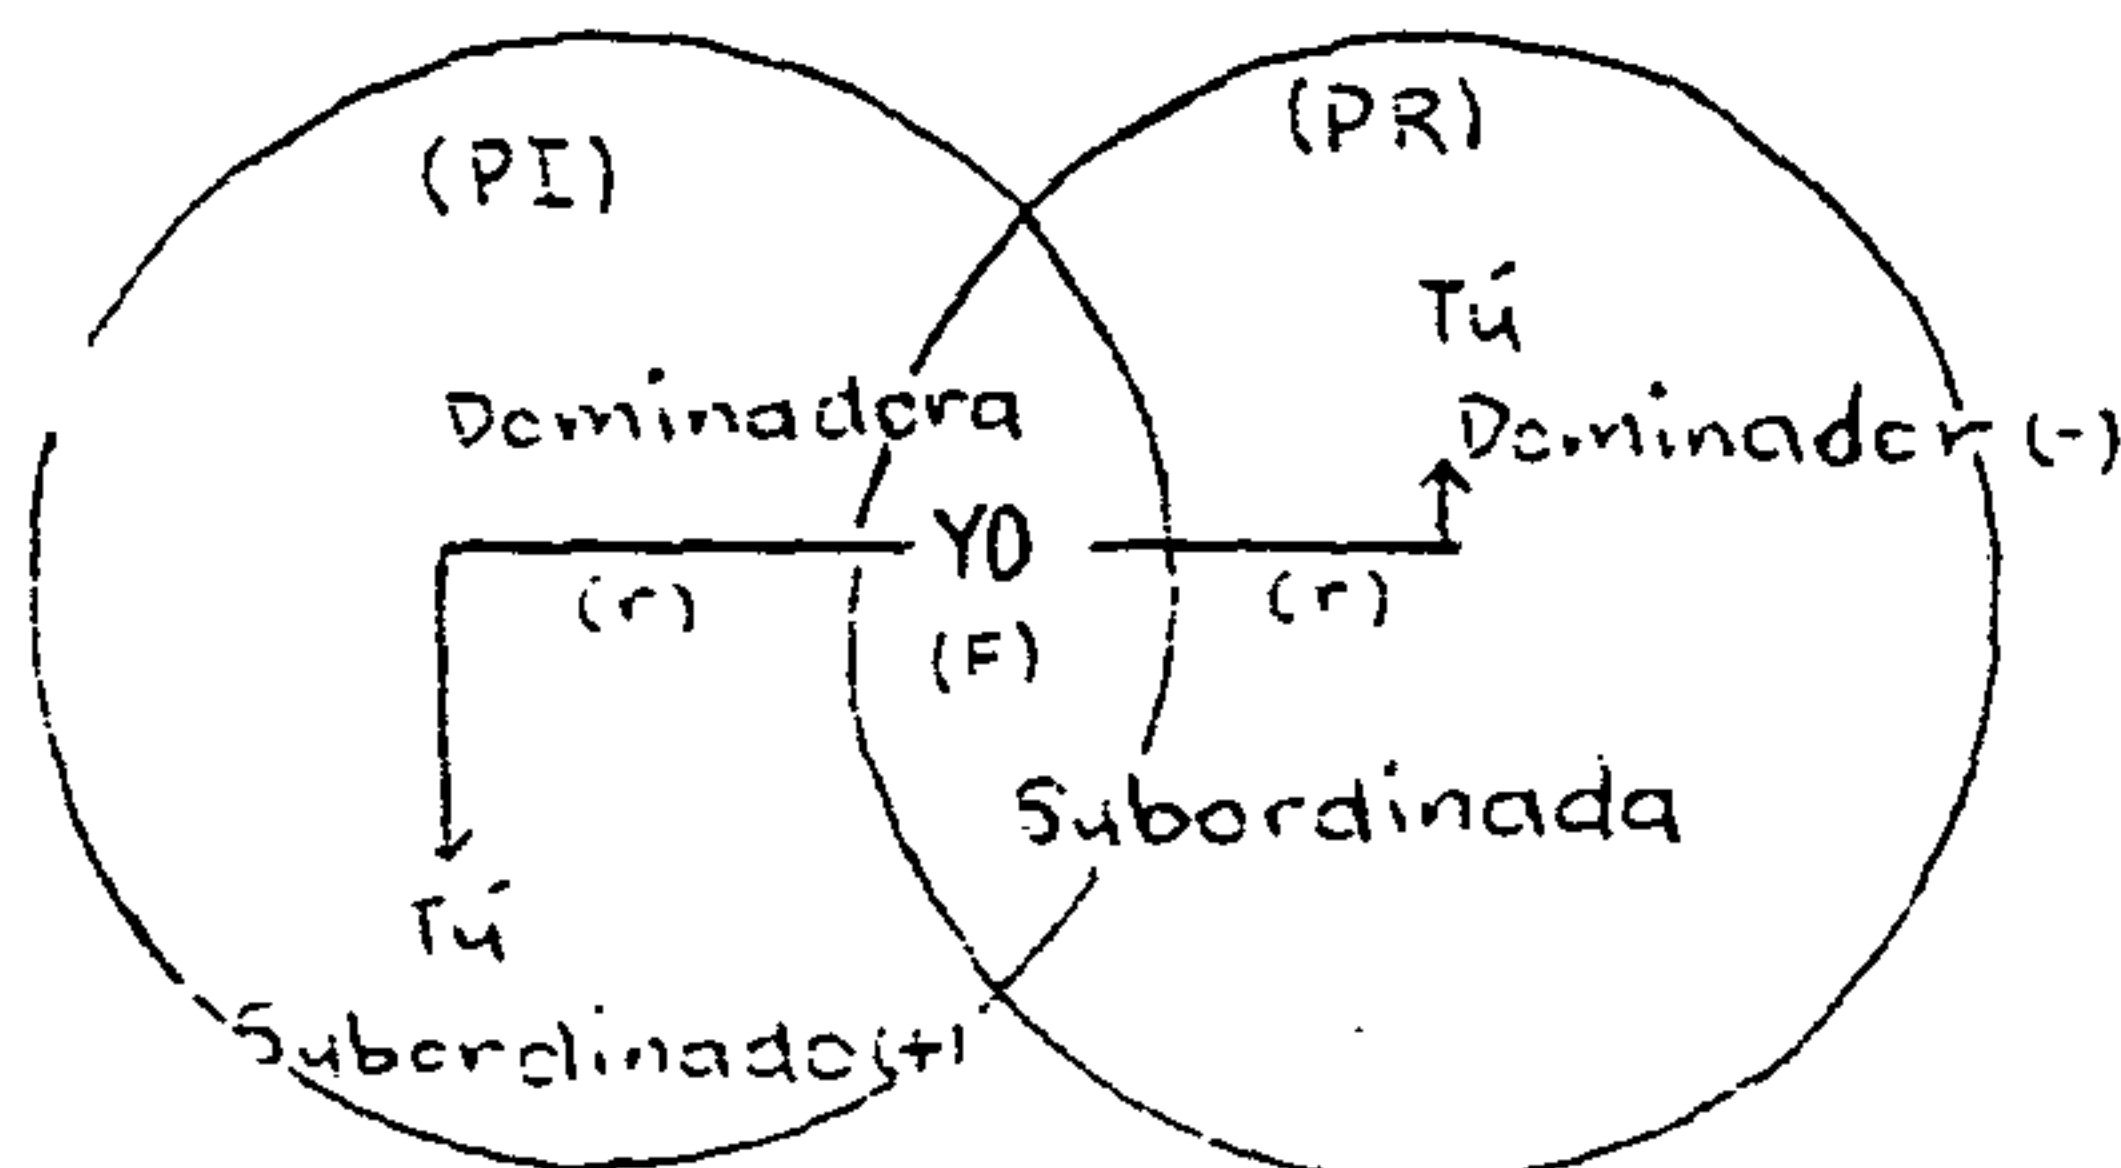 (PI)
(PR)
Tú
Dominadora
Dominador (-)
YO
(r)
(r)
(F)
Subordinada
Tú
Subordinado (+)